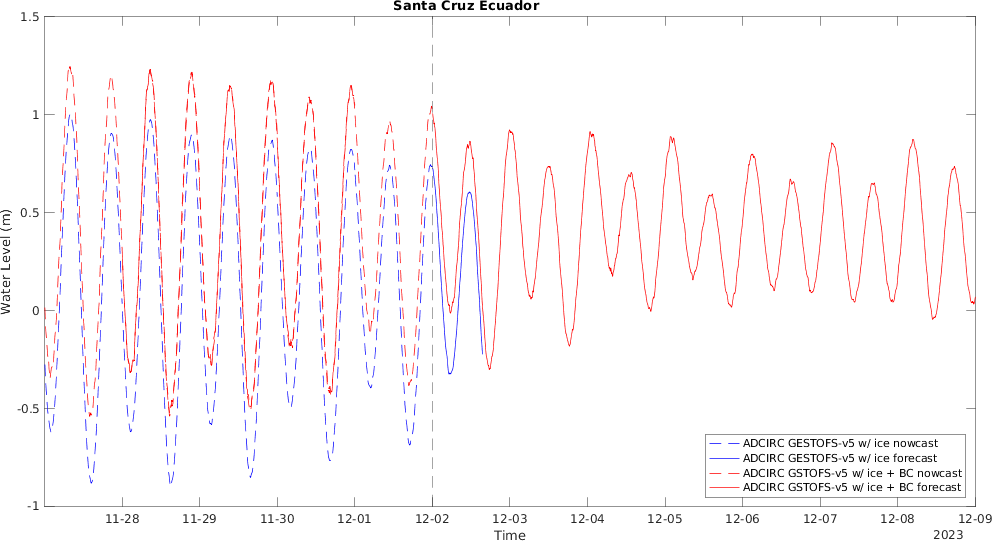 Santa Cruz Ecuador
1.5
1
0.5
0
-0.5
-1
Water Level (m)
11-28 11-29 11-30 12-01 12-02 12-03 12-04 12-05 12-06 12-07 12-08 12-09
Time
2023
ADCIRC GESTOFS-v5 w/ ice nowcast
ADCIRC GESTOFS-v5 w/ ice forecast
ADCIRC GSTOFS-v5 w/ ice + BC nowcast
ADCIRC GSTOFS-v5 w/ ice + BC forecast